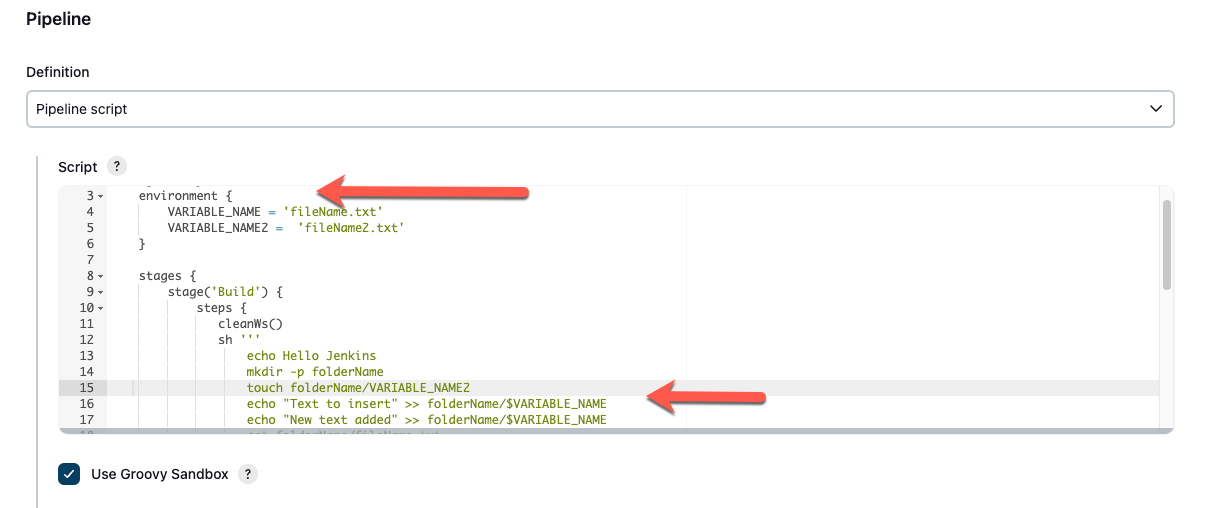 Pipeline
Definition
Pipeline script
Script ?
3 environment {
4 VARIABLE_NAME = 'fileName.txt'
5 VARIABLE_NAME2 =  'fileName2.txt'
6 }
7
8 stages {
9 stage('Build') {
10 steps {
11 cleanWs()
12 sh '''
13 echo Hello Jenkins
14 mkdir -p folderName
15 touch folderName/VARIABLE_NAME2
16 echo "Text to insert" >> folderName/$VARIABLE_NAME
17 echo "New text added" >> folderName/$VARIABLE_NAME
Use Groovy Sandbox ?